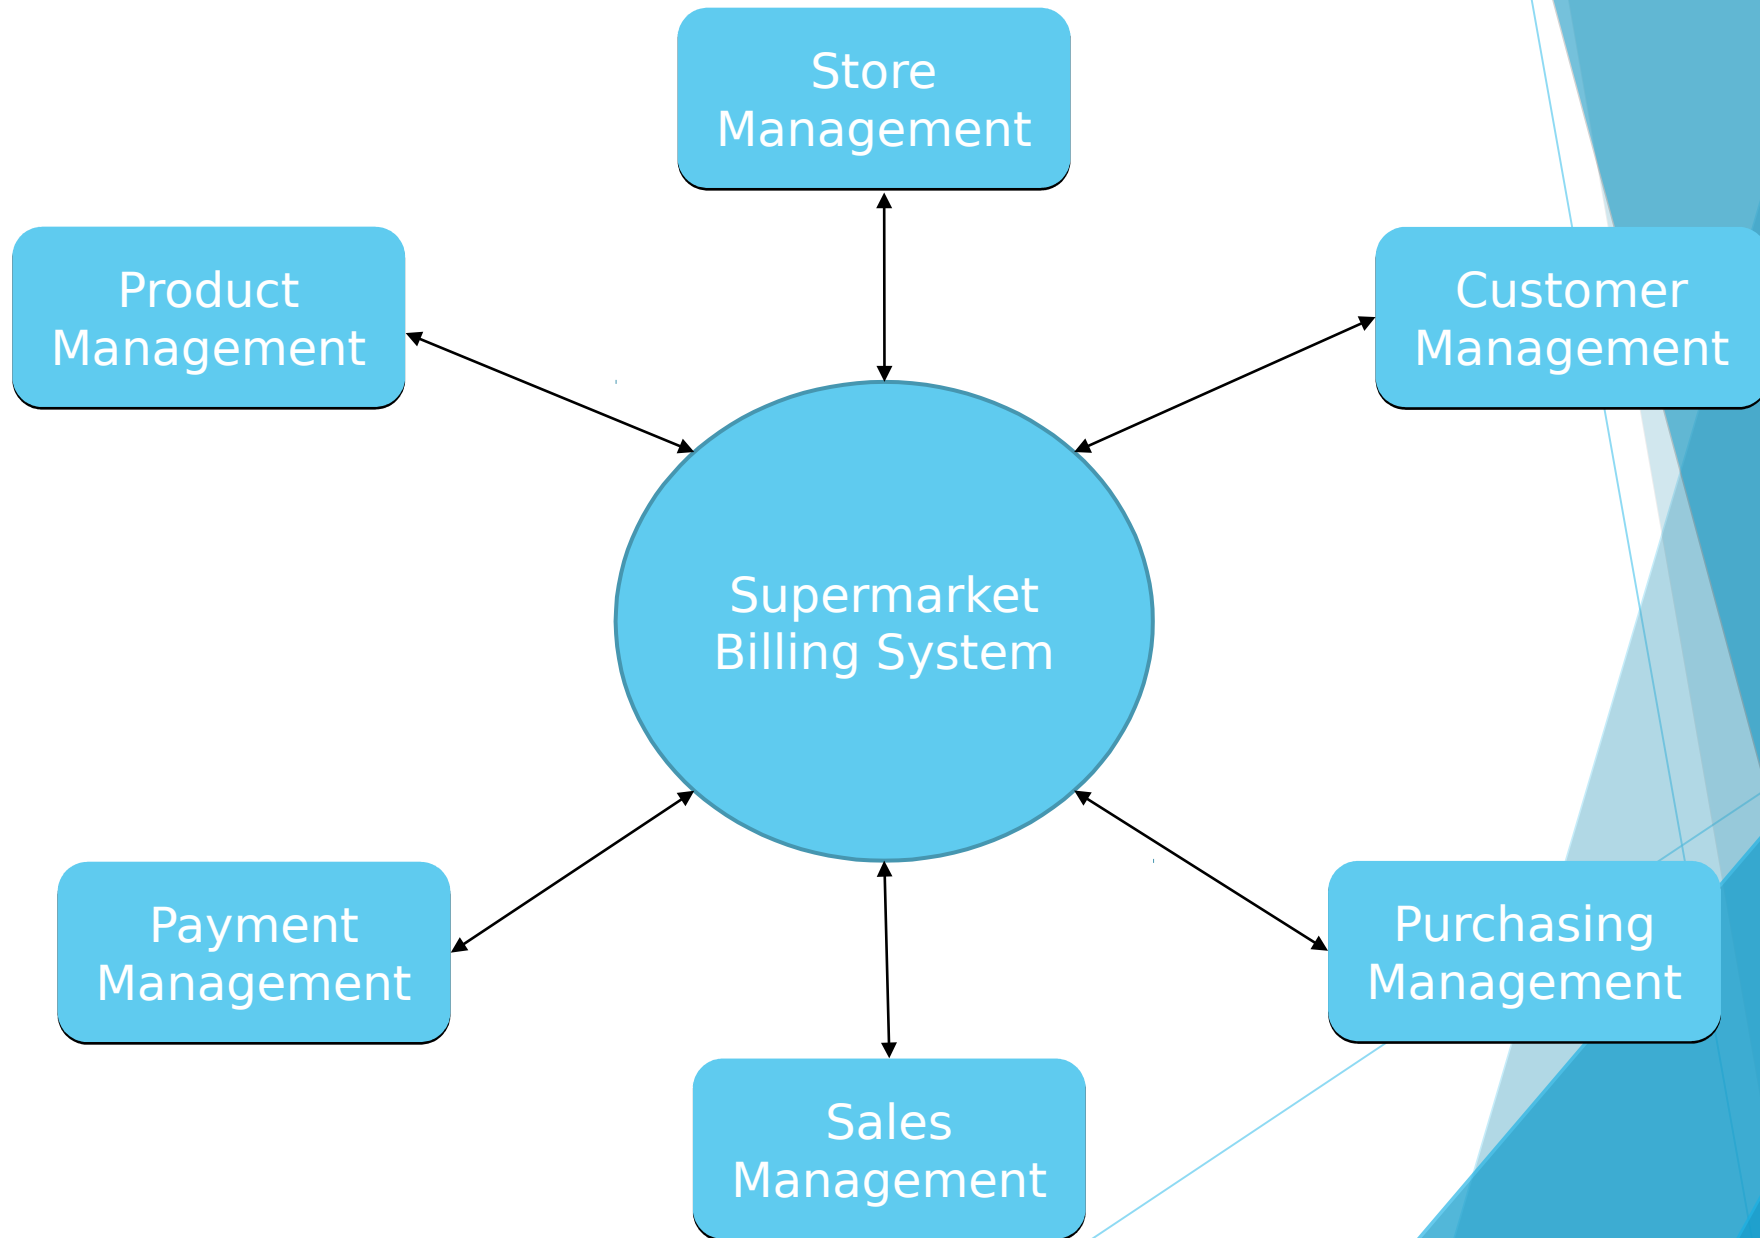 Store
Management
Product
Management
Customer
Management
Supermarket
Billing System
Payment
Management
Purchasing
Management
Sales
Management